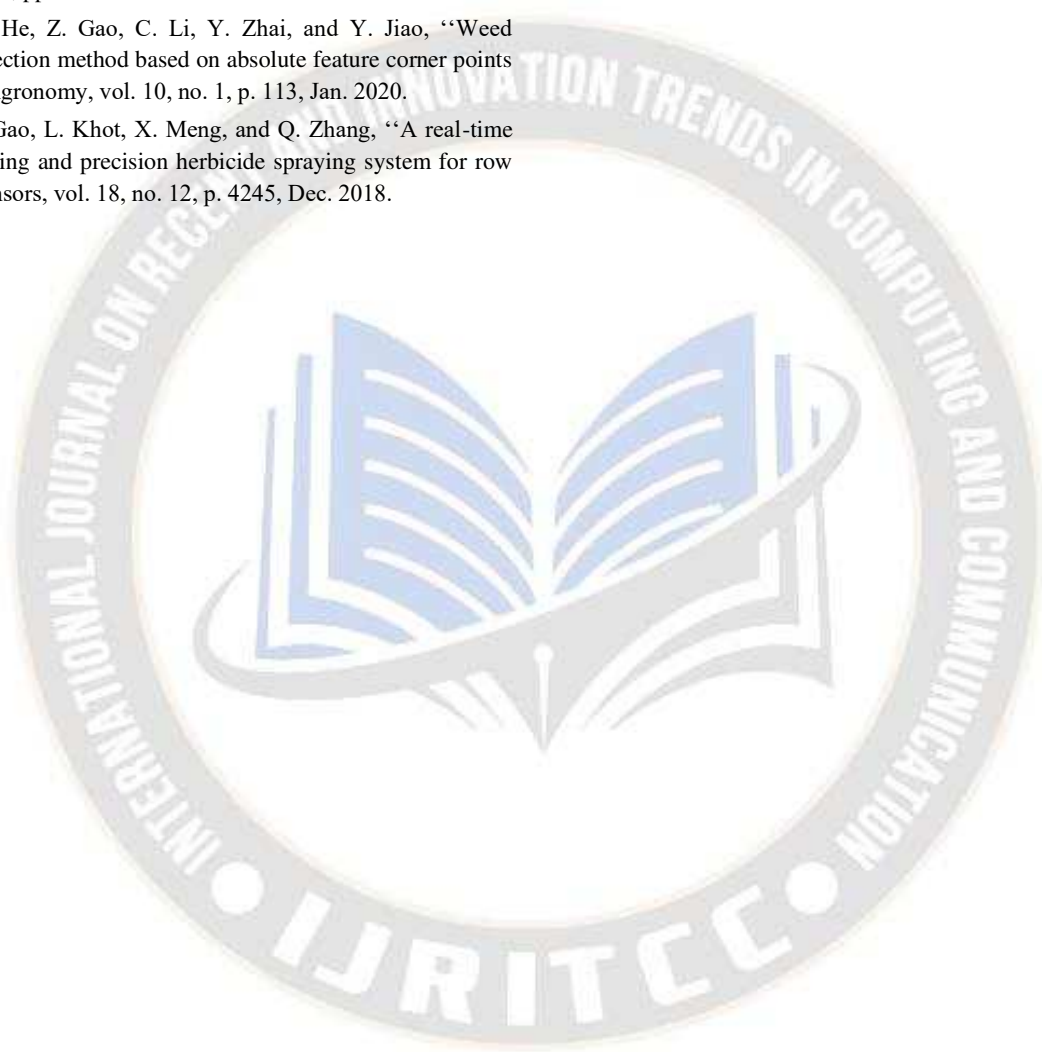 He, Z. Gao, C. Li, Y. Zhai, and Y. Jiao, ‘‘Weed
ection method based on absolute feature corner points
gronomy, vol. 10, no. 1, p. 113, Jan. 2020.
Gao, L. Khot, X. Meng, and Q. Zhang, ‘‘A real-time
ing and precision herbicide spraying system for row
nsors, vol. 18, no. 12, p. 4245, Dec. 2018.
INTERNATIONAL JOURNAL ON RECENT AND INNOVATION TRENDS IN COMPUTING AND COMMUNICATION
IJRITCC